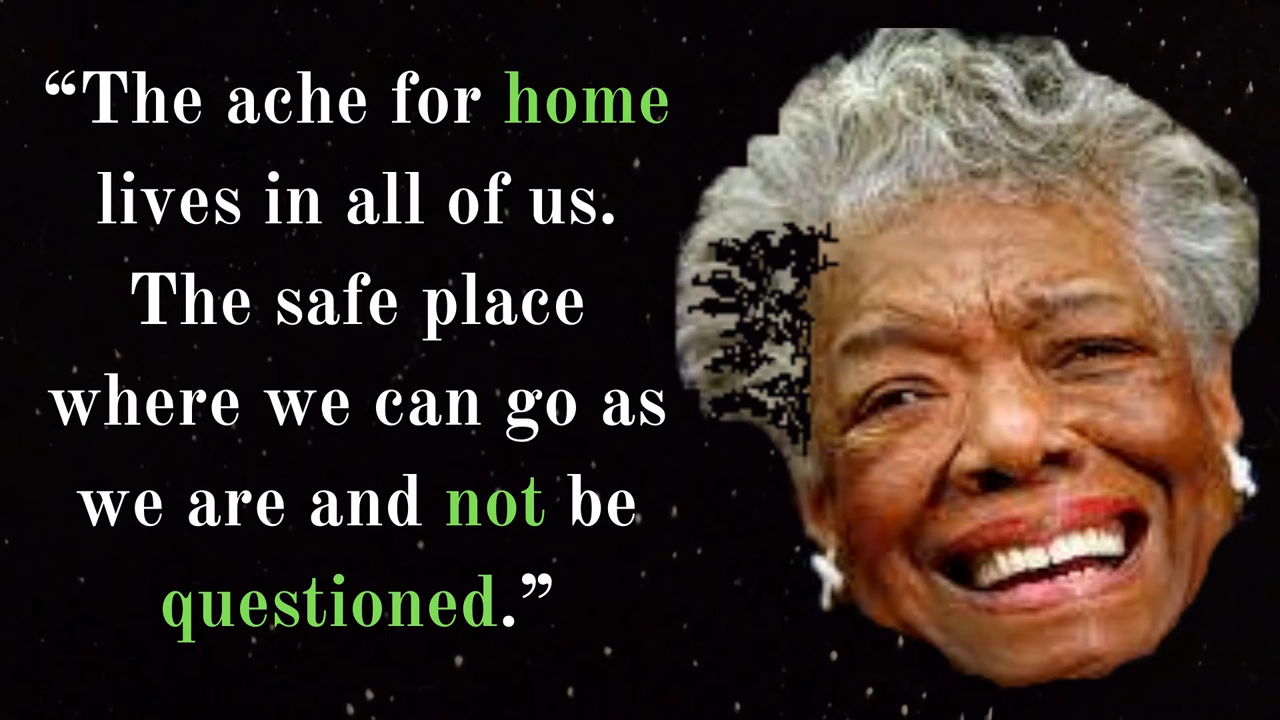 “The ache for home
lives in all of us.
The safe place
where we can go as
we are and not be
questioned.”